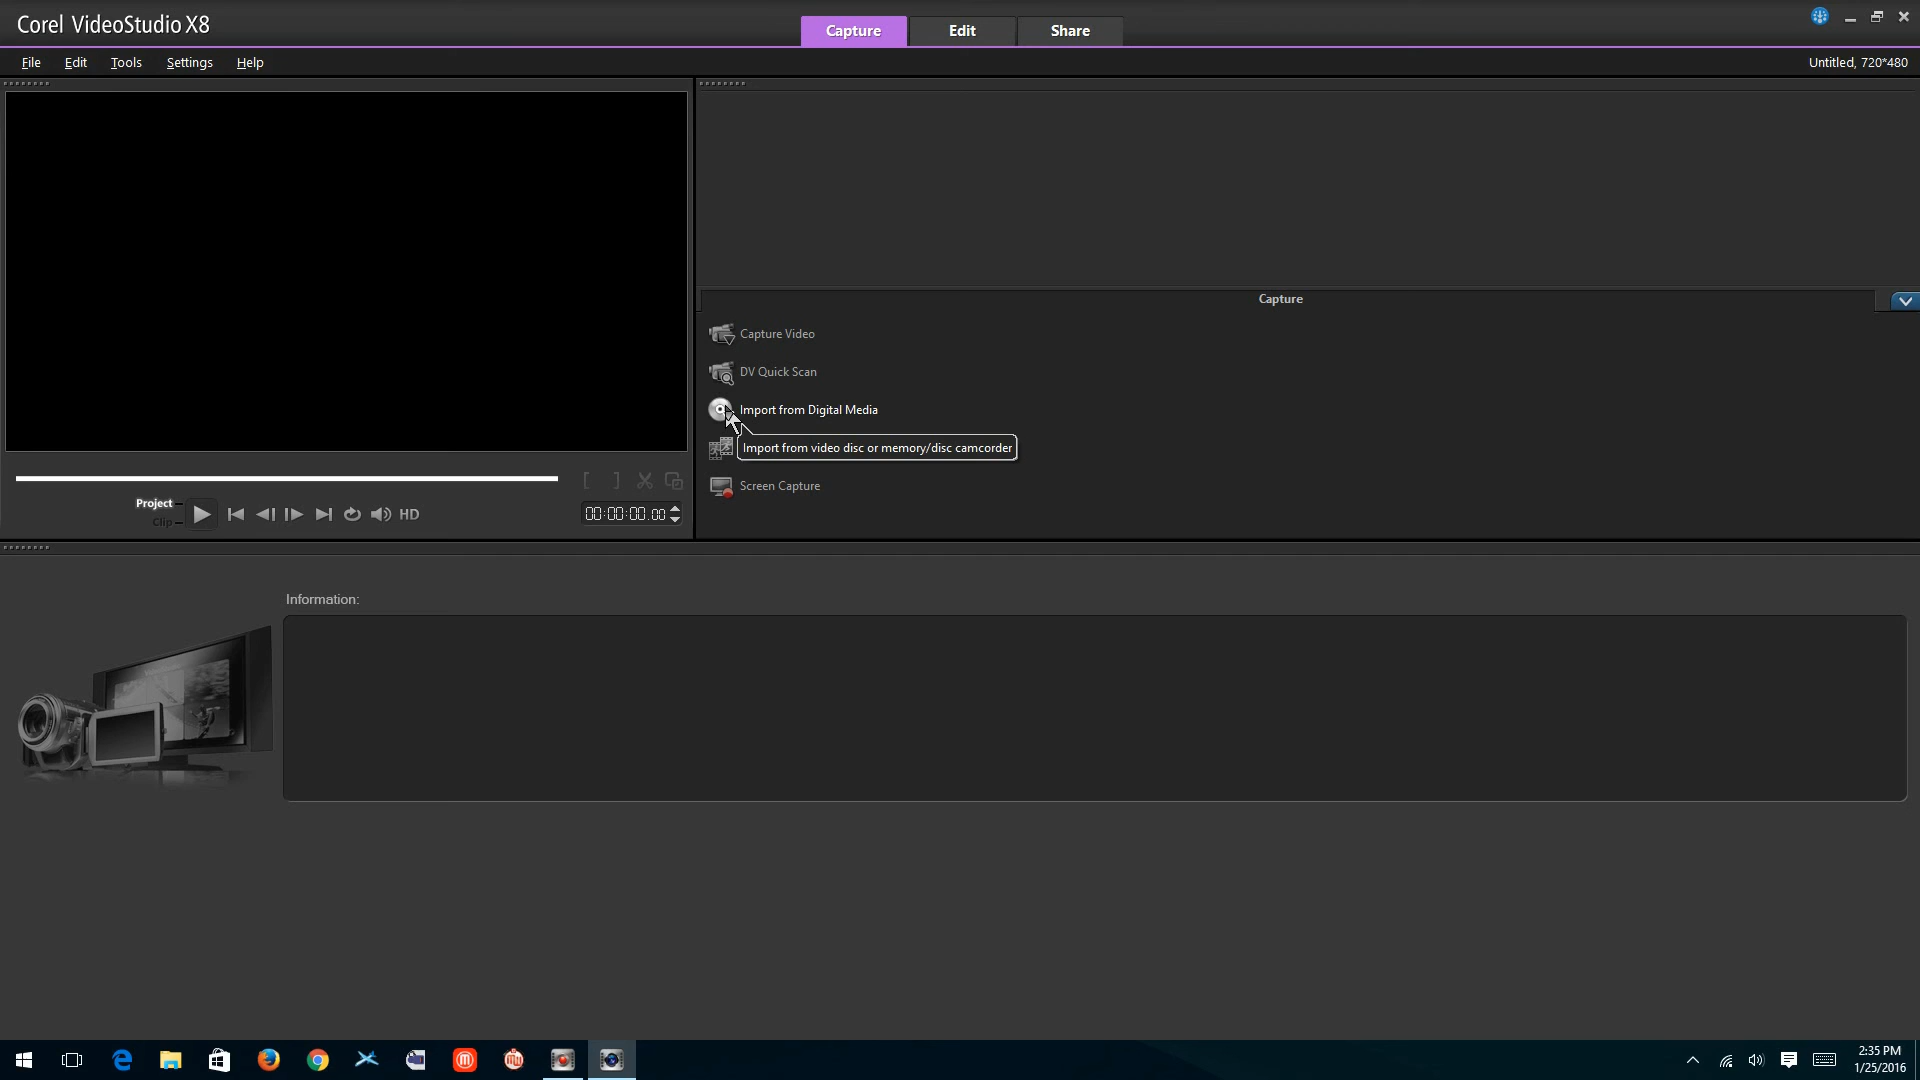 Corel VideoStudio X8
Capture
Edit
Share
File
Edit
Tools
Settings
Help
Untitled, 720*480
Capture
Capture Video
DV Quick Scan
Import from Digital Media
Import from video disc or memory/disc camcorder
Screen Capture
Project
Clip
HD
00:00:00.00
Information:
2:35 PM
1/25/2016